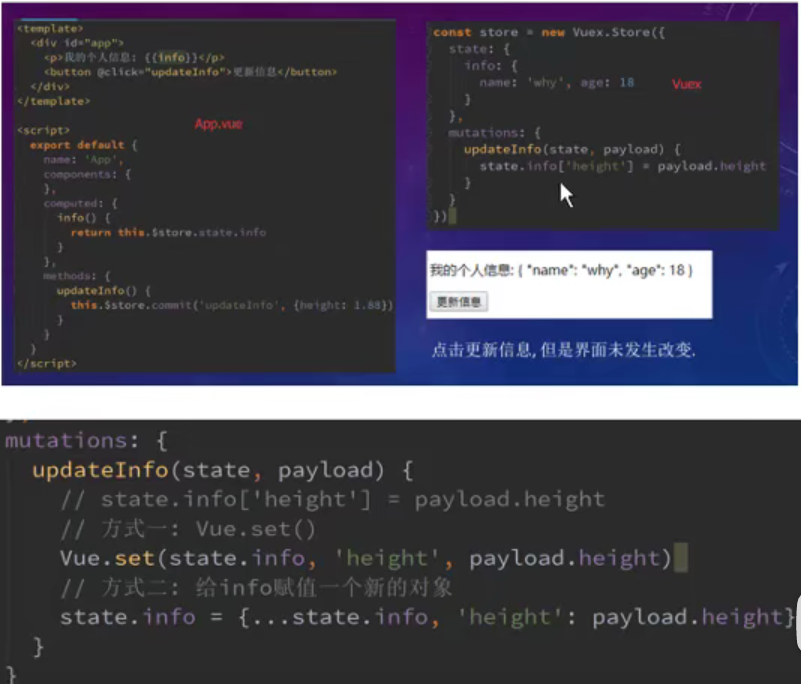 <template>
<div id="app">
<p>我的个人信息: {{info}}</p>
<button @click="updateInfo">更新信息</button>
</div>
</template>
<script>
App.vue
export default {
name: 'App',
components: {
},
computed: {
info() {
return this.$store.state.info
}
},
methods: {
updateInfo() {
this.$store.commit('updateInfo', {height: 1.88})
}
}
}
</script>
const store = new Vuex.Store({
state: {
info: {
name: 'why', age: 18
Vuex
}
},
mutations: {
updateInfo(state, payload) {
state.info['height'] = payload.height
}
}
})
我的个人信息: { "name": "why", "age": 18 }
更新信息
点击更新信息, 但是界面未发生改变.
mutations: {
updateInfo(state, payload) {
// state.info['height'] = payload.height
// 方式一: Vue.set()
Vue.set(state.info, 'height', payload.height)
// 方式二: 给info赋值一个新的对象
state.info = {...state.info, 'height': payload.height}
}
}